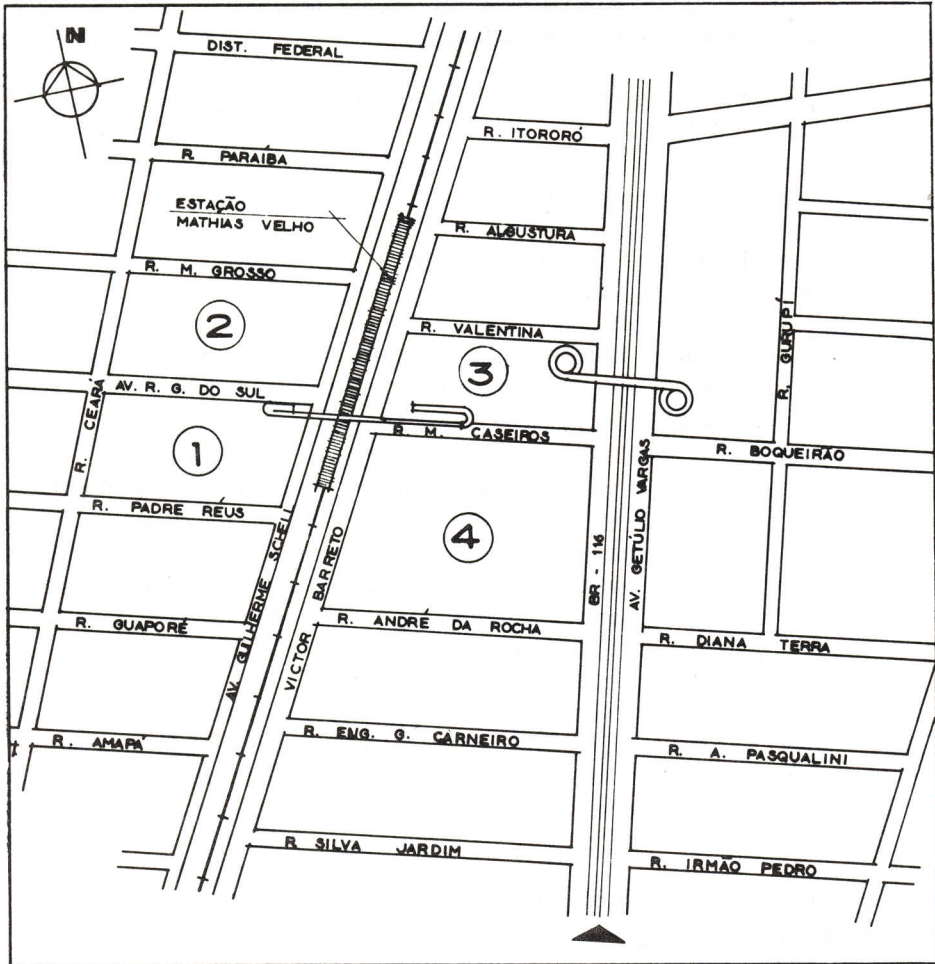 N
DIST. FEDERAL
R. ITORORÓ
R. PARAIBA
ESTAÇÃO
MATHIAS VELHO
R. ALGUSTURA
R. M. GROSSO
R. VALENTINA
R. GURUPÍ
2
3
AV. R. G. DO SUL
R. CEARÁ
R. M. CASEIROS
R. BOQUEIRÃO
1
R. PADRE REUS
4
AV. GUILHERME SCHELL
VICTOR BARRETO
BR - 116
AV. GETÚLIO VARGAS
R. GUAPORÉ
R. ANDRÉ DA ROCHA
R. DIANA TERRA
R. AMAPÁ
R. ENG. G. CARNEIRO
R. A. PASQUALINI
R. SILVA JARDIM
R. IRMÃO PEDRO